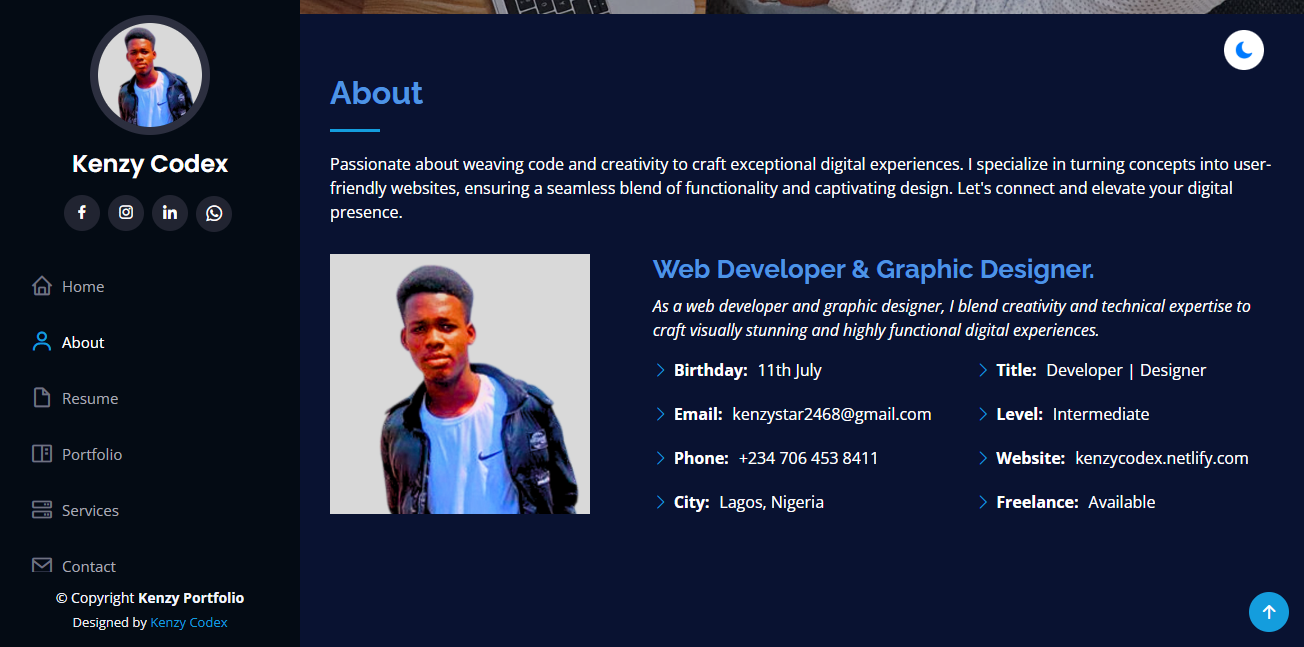 Kenzy Codex
Home
About
Resume
Portfolio
Services
Contact
© Copyright Kenzy Portfolio
Designed by Kenzy Codex
About
Passionate about weaving code and creativity to craft exceptional digital experiences. I specialize in turning concepts into user-
friendly websites, ensuring a seamless blend of functionality and captivating design. Let's connect and elevate your digital
presence.
Web Developer & Graphic Designer.
As a web developer and graphic designer, I blend creativity and technical expertise to
craft visually stunning and highly functional digital experiences.
Birthday: 11th July
Email: kenzystar2468@gmail.com
Phone: +234 706 453 8411
City: Lagos, Nigeria
Title: Developer | Designer
Level: Intermediate
Website: kenzycodex.netlify.com
Freelance: Available